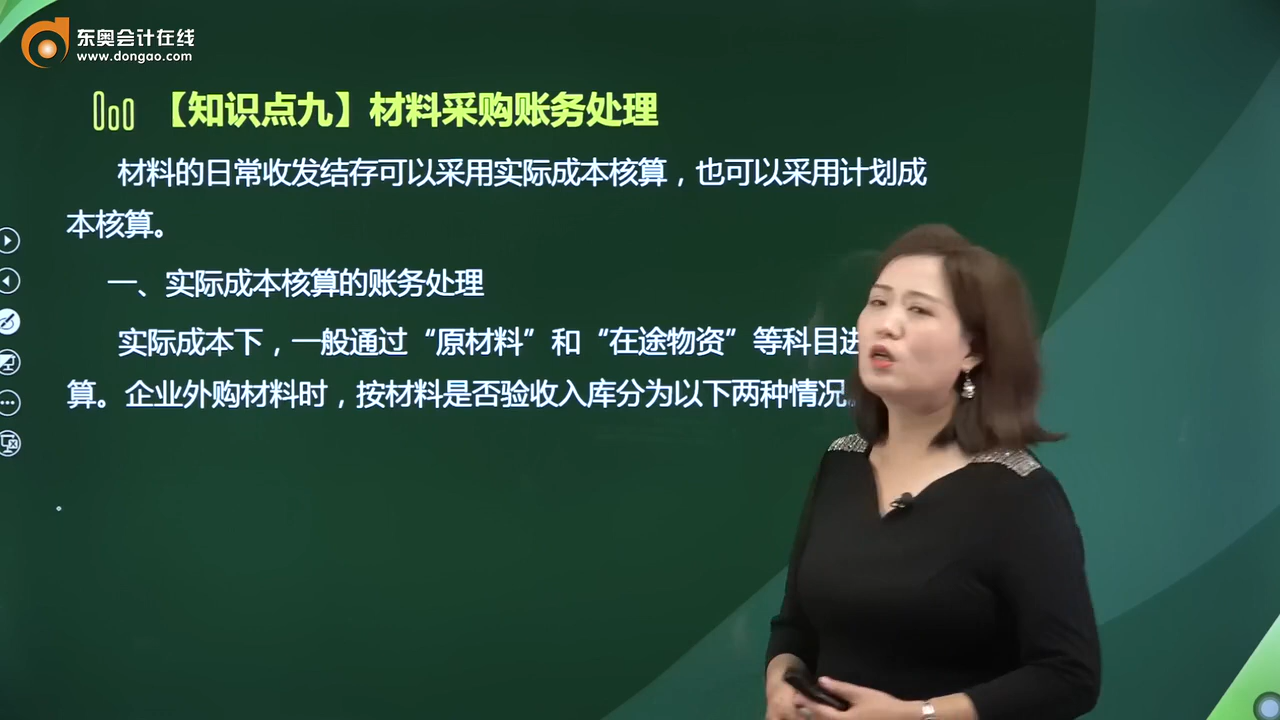 东奥会计在线
www.dongao.com
【知识点九】材料采购账务处理
材料的日常收发结存可以采用实际成本核算，也可以采用计划成
本核算。
一、实际成本核算的账务处理
实际成本下，一般通过“原材料”和“在途物资”等科目进
算。企业外购材料时，按材料是否验收入库分为以下两种情况。